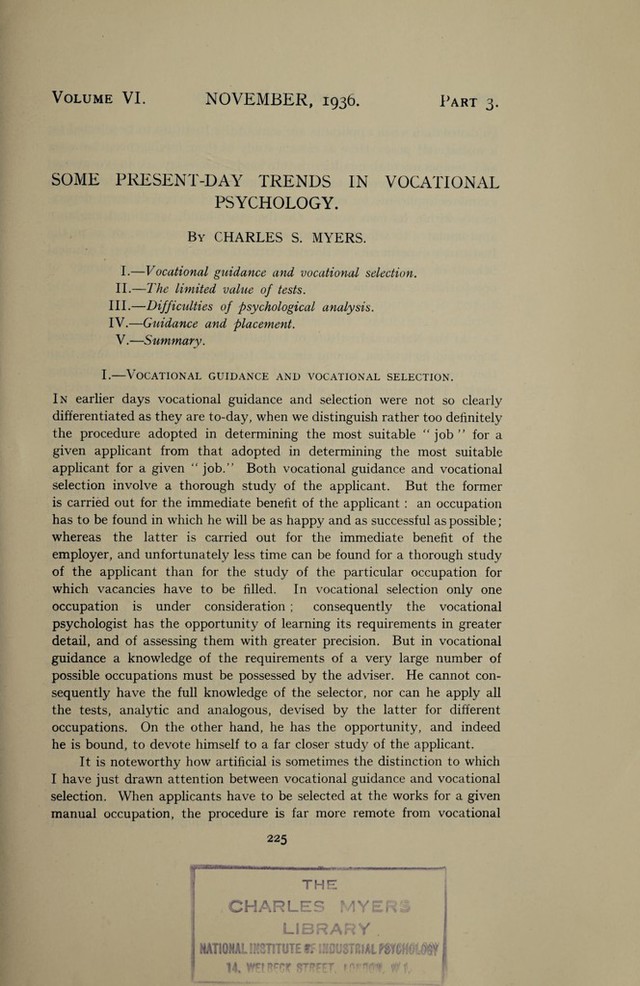 VOLUME VI. NOVEMBER, 1936. PART 3.
SOME PRESENT-DAY TRENDS IN VOCATIONAL
PSYCHOLOGY.
BY CHARLES S. MYERS.
I.—Vocational guidance and vocational selection.
II.—The limited value of tests.
III.—Difficulties of psychological analysis.
IV.—Guidance and placement.
V.—Summary.
I.—VOCATIONAL GUIDANCE AND VOCATIONAL SELECTION.
IN earlier days vocational guidance and selection were not so clearly
differentiated as they are to-day, when we distinguish rather too definitely
the procedure adopted in determining the most suitable “ job ” for a
given applicant from that adopted in determining the most suitable
applicant for a given “ job.” Both vocational guidance and vocational
selection involve a thorough study of the applicant. But the former
is carried out for the immediate benefit of the applicant : an occupation
has to be found in which he will be as happy and as successful as possible;
whereas the latter is carried out for the immediate benefit of the
employer, and unfortunately less time can be found for a thorough study
of the applicant than for the study of the particular occupation for
which vacancies have to be filled. In vocational selection only one
occupation is under consideration ; consequently the vocational
psychologist has the opportunity of learning its requirements in greater
detail, and of assessing them with greater precision. But in vocational
guidance a knowledge of the requirements of a very large number of
possible occupations must be possessed by the adviser. He cannot con-
sequently have the full knowledge of the selector, nor can he apply all
the tests, analytic and analogous, devised by the latter for different
occupations. On the other hand, he has the opportunity, and indeed
he is bound, to devote himself to a far closer study of the applicant.
It is noteworthy how artificial is sometimes the distinction to which
I have just drawn attention between vocational guidance and vocational
selection. When applicants have to be selected at the works for a given
manual occupation, the procedure is far more remote from vocational
225
THE
CHARLES MYERS
LIBRARY
NATIONAL INSTITUTE OF INDUSTRIAL PSYCHOLOGY
14, WELBECK STREET, LONDON, W.1.